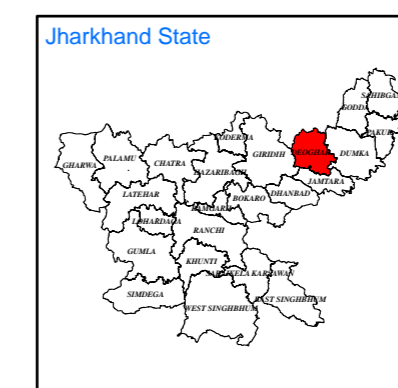 Jharkhand State
SAHIBGA
GODDA
PAKUR
KODERMA
DEOGHAR
DUMKA
GHARWA
PALAMU
CHATRA
GIRIDIH
HAZARIBAGH
JAMTARA
LATEHAR
BOKARO
DHANBAD
RAMGARH
LOHARDAGA
RANCHI
GUMLA
KHUNTI
SARAIKELA KARSAWAN
SIMDEGA
WEST SINGHBHUM
EAST SINGHBHUM